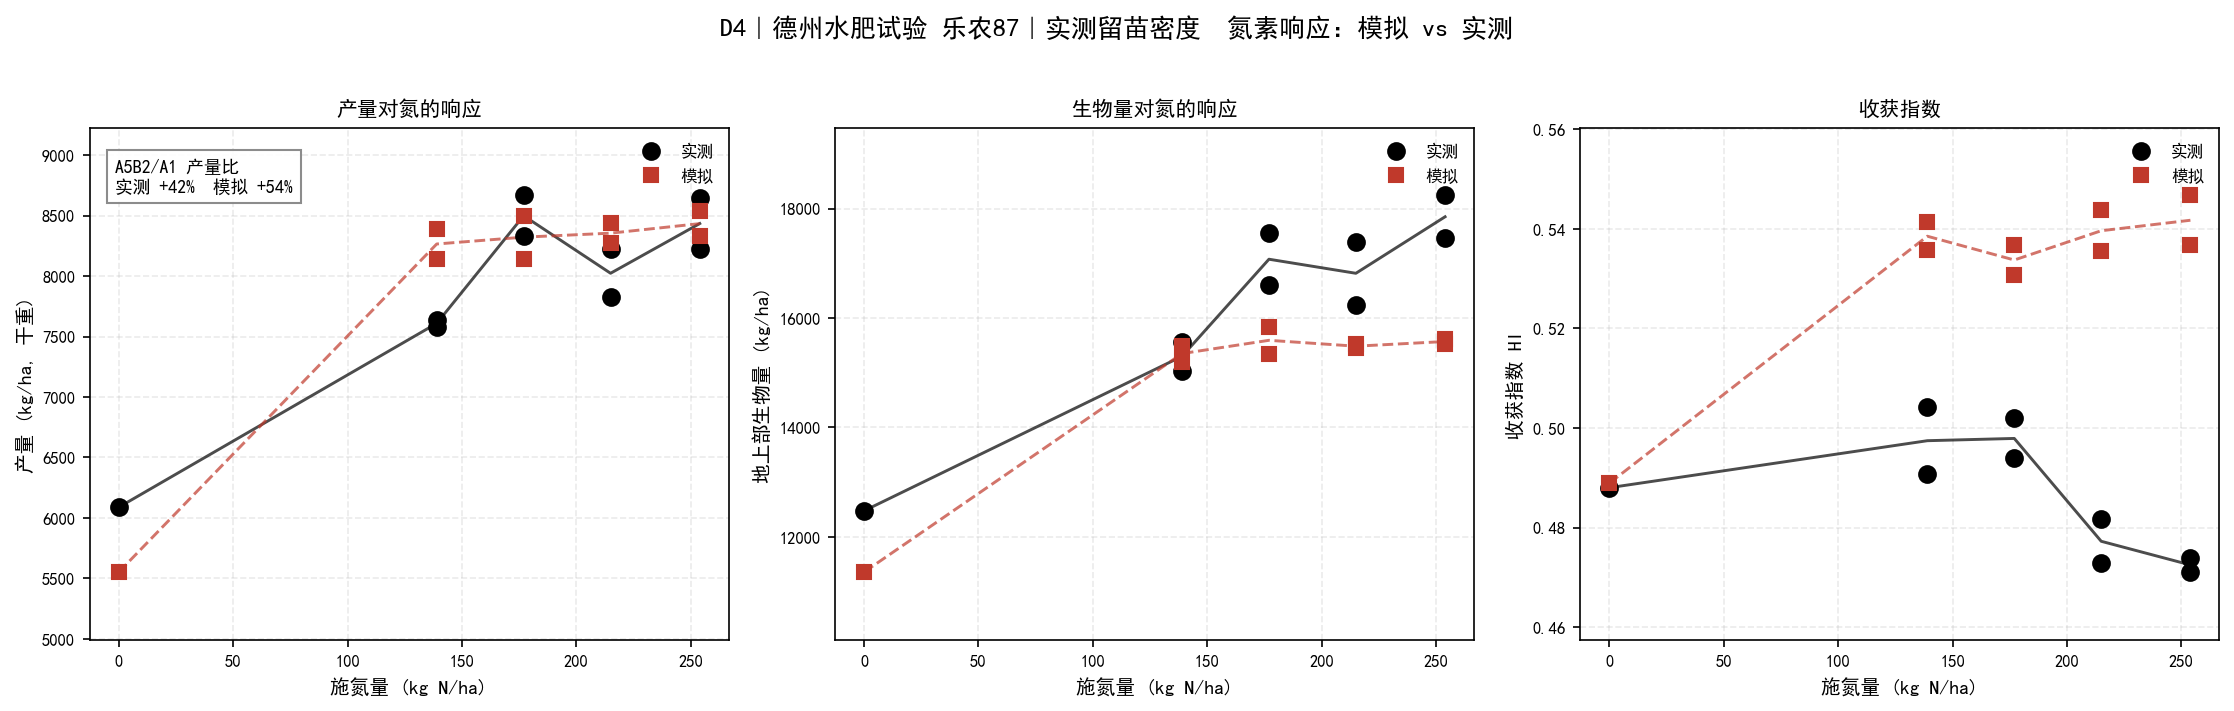 D4｜德州水肥试验 乐农87｜实测留苗密度  氮素响应：模拟 vs 实测
产量对氮的响应
A5B2/A1 产量比
实测 +42%  模拟 +54%
实测
模拟
产量 (kg/ha, 干重)
9000
8500
8000
7500
7000
6500
6000
5500
5000
0 50 100 150 200 250
施氮量 (kg N/ha)
生物量对氮的响应
实测
模拟
地上部生物量 (kg/ha)
18000
16000
14000
12000
0 50 100 150 200 250
施氮量 (kg N/ha)
收获指数
实测
模拟
收获指数 HI
0.56
0.54
0.52
0.50
0.48
0.46
0 50 100 150 200 250
施氮量 (kg N/ha)